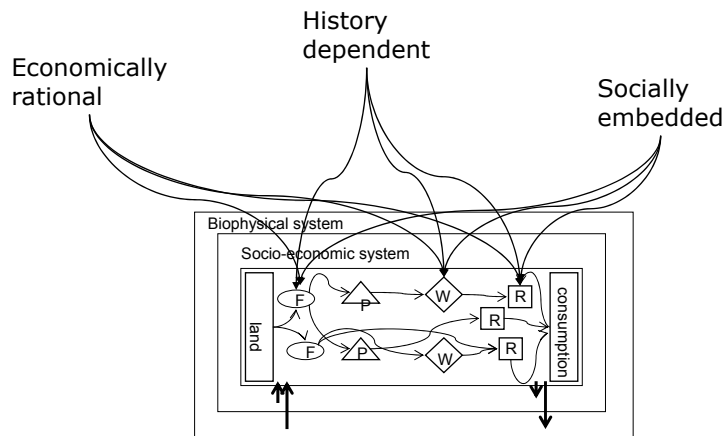 History
dependent
Economically
rational
Socially
embedded
Biophysical system
Socio-economic system
land
F
P
W
R
R
F
P
W
R
consumption